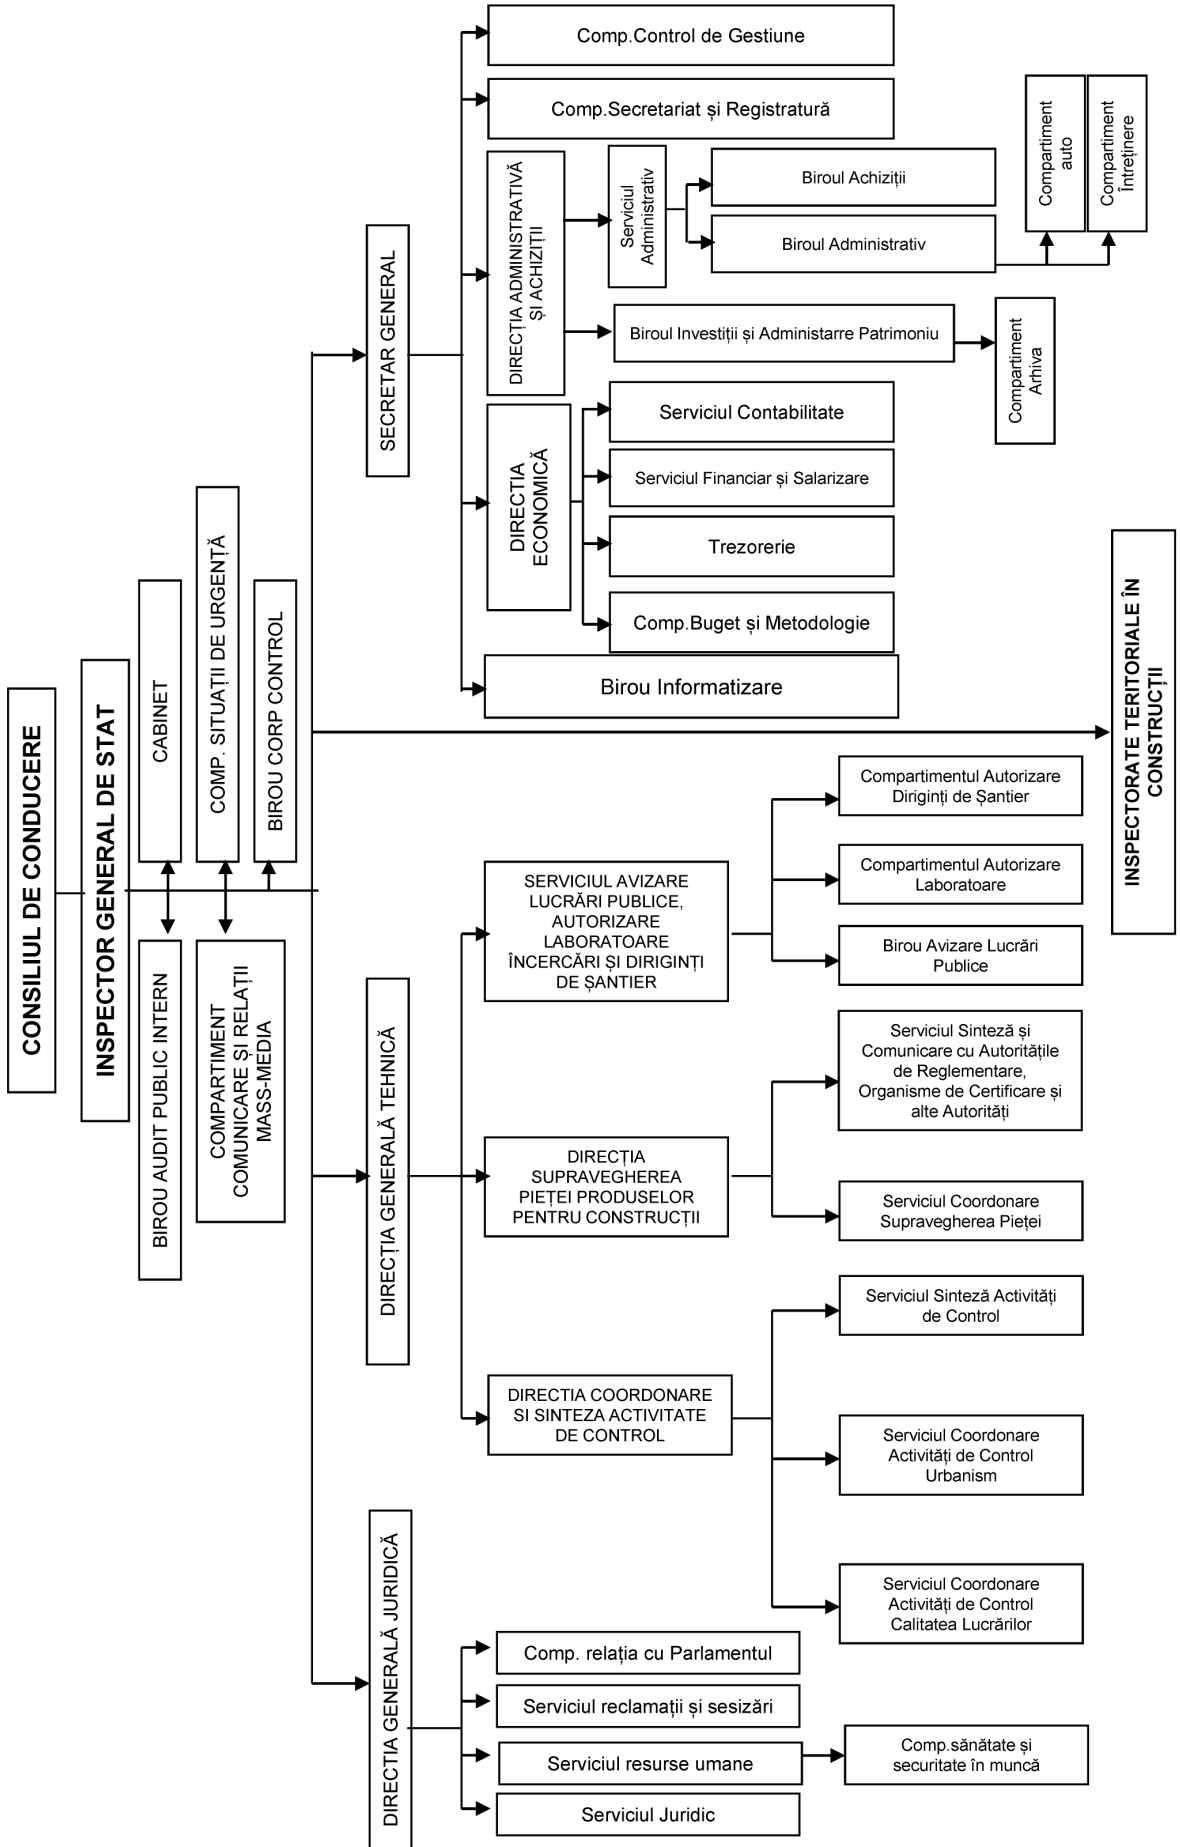 CONSILIUL DE CONDUCERE
INSPECTOR GENERAL DE STAT
CABINET
BIROU AUDIT PUBLIC INTERN
COMP. SITUAȚII DE URGENȚĂ
COMPARTIMENT
COMUNICARE ȘI RELAȚII
MASS-MEDIA
BIROU CORP CONTROL
SECRETAR GENERAL
Comp.Control de Gestiune
Comp.Secretariat și Registratură
DIRECȚIA ADMINISTRATIVĂ
ȘI ACHIZIȚII
Serviciul
Administrativ
Biroul Achiziții
Biroul Administrativ
Compartiment
auto
Compartiment
Întreținere
Biroul Investiții și Administarre Patrimoniu
Compartiment
Arhiva
DIRECTIA
ECONOMICĂ
Serviciul Contabilitate
Serviciul Financiar și Salarizare
Trezorerie
Comp.Buget și Metodologie
Birou Informatizare
INSPECTORATE TERITORIALE ÎN
CONSTRUCȚII
DIRECȚIA GENERALĂ TEHNICĂ
SERVICIUL AVIZARE
LUCRĂRI PUBLICE,
AUTORIZARE
LABORATOARE
ÎNCERCĂRI ȘI DIRIGINȚI
DE ȘANTIER
Compartimentul Autorizare
Diriginți de Șantier
Compartimentul Autorizare
Laboratoare
Birou Avizare Lucrări
Publice
DIRECȚIA
SUPRAVEGHEREA
PIEȚEI PRODUSELOR
PENTRU CONSTRUCȚII
Serviciul Sinteză și
Comunicare cu Autoritățile
de Reglementare,
Organisme de Certificare și
alte Autorități
Serviciul Coordonare
Supravegherea Pieței
DIRECTIA COORDONARE
SI SINTEZA ACTIVITATE
DE CONTROL
Serviciul Sinteză Activități
de Control
Serviciul Coordonare
Activități de Control
Urbanism
Serviciul Coordonare
Activități de Control
Calitatea Lucrărilor
DIRECTIA GENERALĂ JURIDICĂ
Comp. relația cu Parlamentul
Serviciul reclamații și sesizări
Serviciul resurse umane
Comp.sănătate și
securitate în muncă
Serviciul Juridic